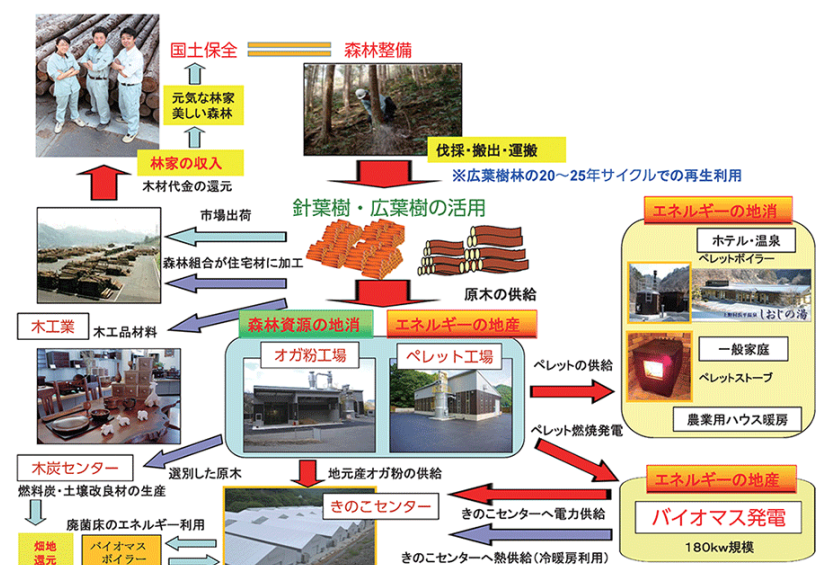 国土保全
森林整備
元気な林家
美しい森林
林家の収入
木材代金の還元
伐採・搬出・運搬
※広葉樹林の20～25年サイクルでの再生利用
針葉樹・広葉樹の活用
市場出荷
森林組合が住宅材に加工
原木の供給
木工業
木工品材料
森林資源の地消
エネルギーの地産
オガ粉工場
ペレット工場
エネルギーの地消
ホテル・温泉
ペレットボイラー
しおじの湯
一般家庭
ペレットストーブ
農業用ハウス暖房
ペレットの供給
ペレット燃焼発電
木炭センター
選別した原木
地元産オガ粉の供給
燃料炭・土壌改良材の生産
きのこセンター
エネルギーの地産
バイオマス発電
180kw規模
きのこセンターへ電力供給
きのこセンターへ熱供給(冷暖房利用)
廃菌床のエネルギー利用
畑地
還元
バイオマス
ボイラー